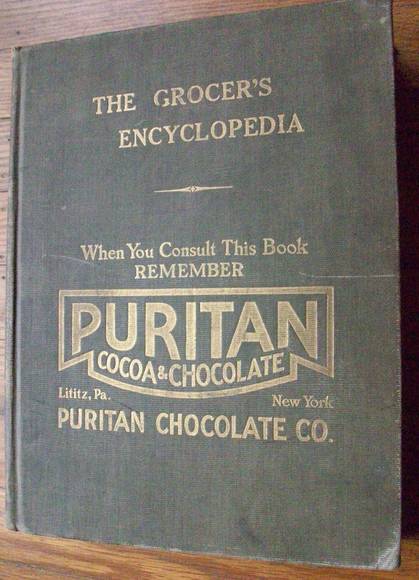 THE GROCER'S
ENCYCLOPEDIA
When You Consult This Book
REMEMBER
PURITAN
COCOA & CHOCOLATE
Lititz, Pa. New York
PURITAN CHOCOLATE CO.